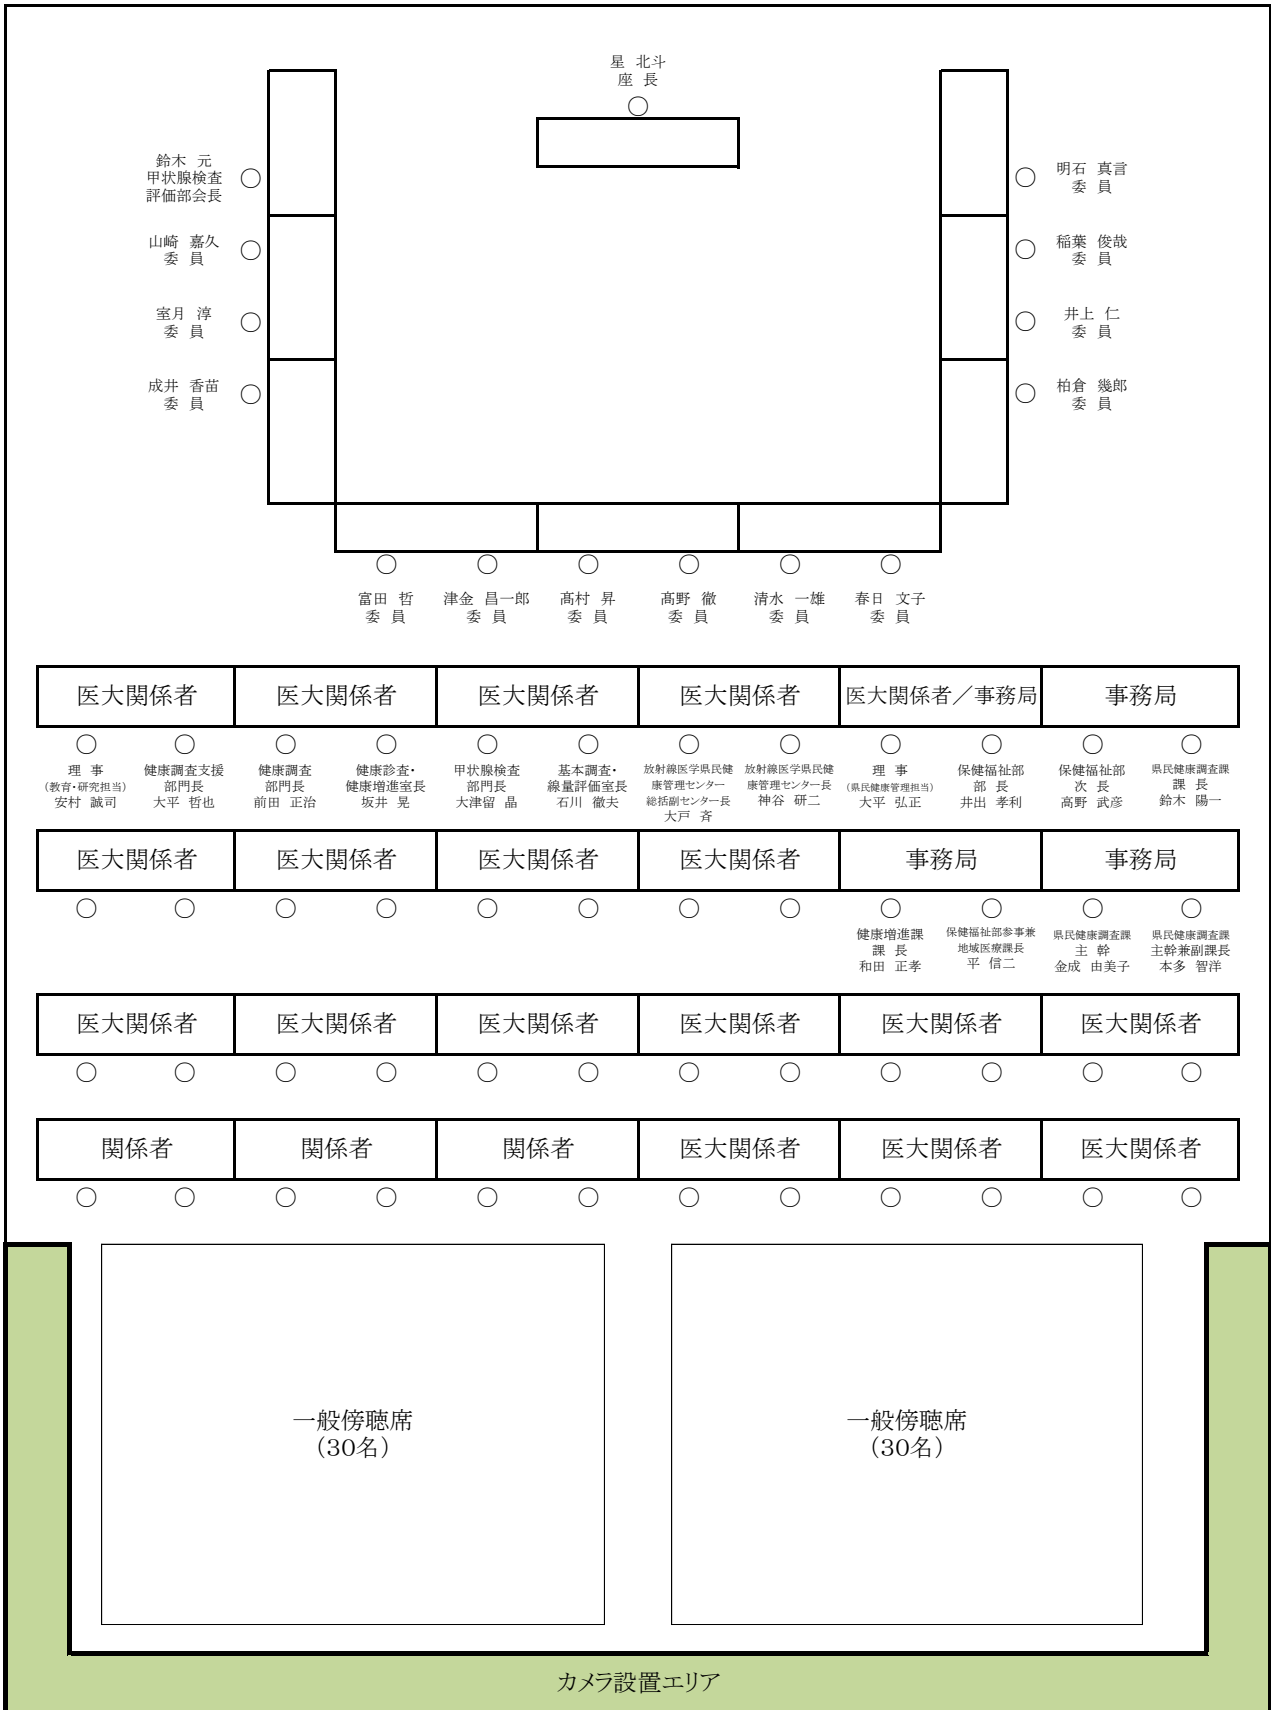 星 北斗
座 長
鈴木 元
甲状腺検査
評価部会長
明石 真言
委 員
山崎 嘉久
委 員
稲葉 俊哉
委 員
室月 淳
委 員
井上 仁
委 員
成井 香苗
委 員
柏倉 幾郎
委 員
富田 哲
委 員
津金 昌一郎
委 員
髙村 昇
委 員
髙野 徹
委 員
清水 一雄
委 員
春日 文子
委 員
医大関係者
医大関係者
医大関係者
医大関係者
医大関係者／事務局
事務局
理 事
（教育・研究担当）
安村 誠司
健康調査支援
部門長
大平 哲也
健康調査
部門長
前田 正治
健康診査・
健康増進室長
坂井 晃
甲状腺検査
部門長
大津留 晶
基本調査・
線量評価室長
石川 徹夫
放射線医学県民健
康管理センター
総括副センター長
大戸 斉
放射線医学県民健
康管理センター長
神谷 研二
理 事
（県民健康管理担当）
大平 弘正
保健福祉部
部 長
井出 孝利
保健福祉部
次 長
高野 武彦
県民健康調査課
課 長
鈴木 陽一
医大関係者
医大関係者
医大関係者
医大関係者
事務局
事務局
健康増進課
課 長
和田 正孝
保健福祉部参事兼
地域医療課長
平 信二
県民健康調査課
主 幹
金成 由美子
県民健康調査課
主幹兼副課長
本多 智洋
医大関係者
医大関係者
医大関係者
医大関係者
医大関係者
医大関係者
関係者
関係者
関係者
医大関係者
医大関係者
医大関係者
一般傍聴席
（30名）
一般傍聴席
（30名）
カメラ設置エリア